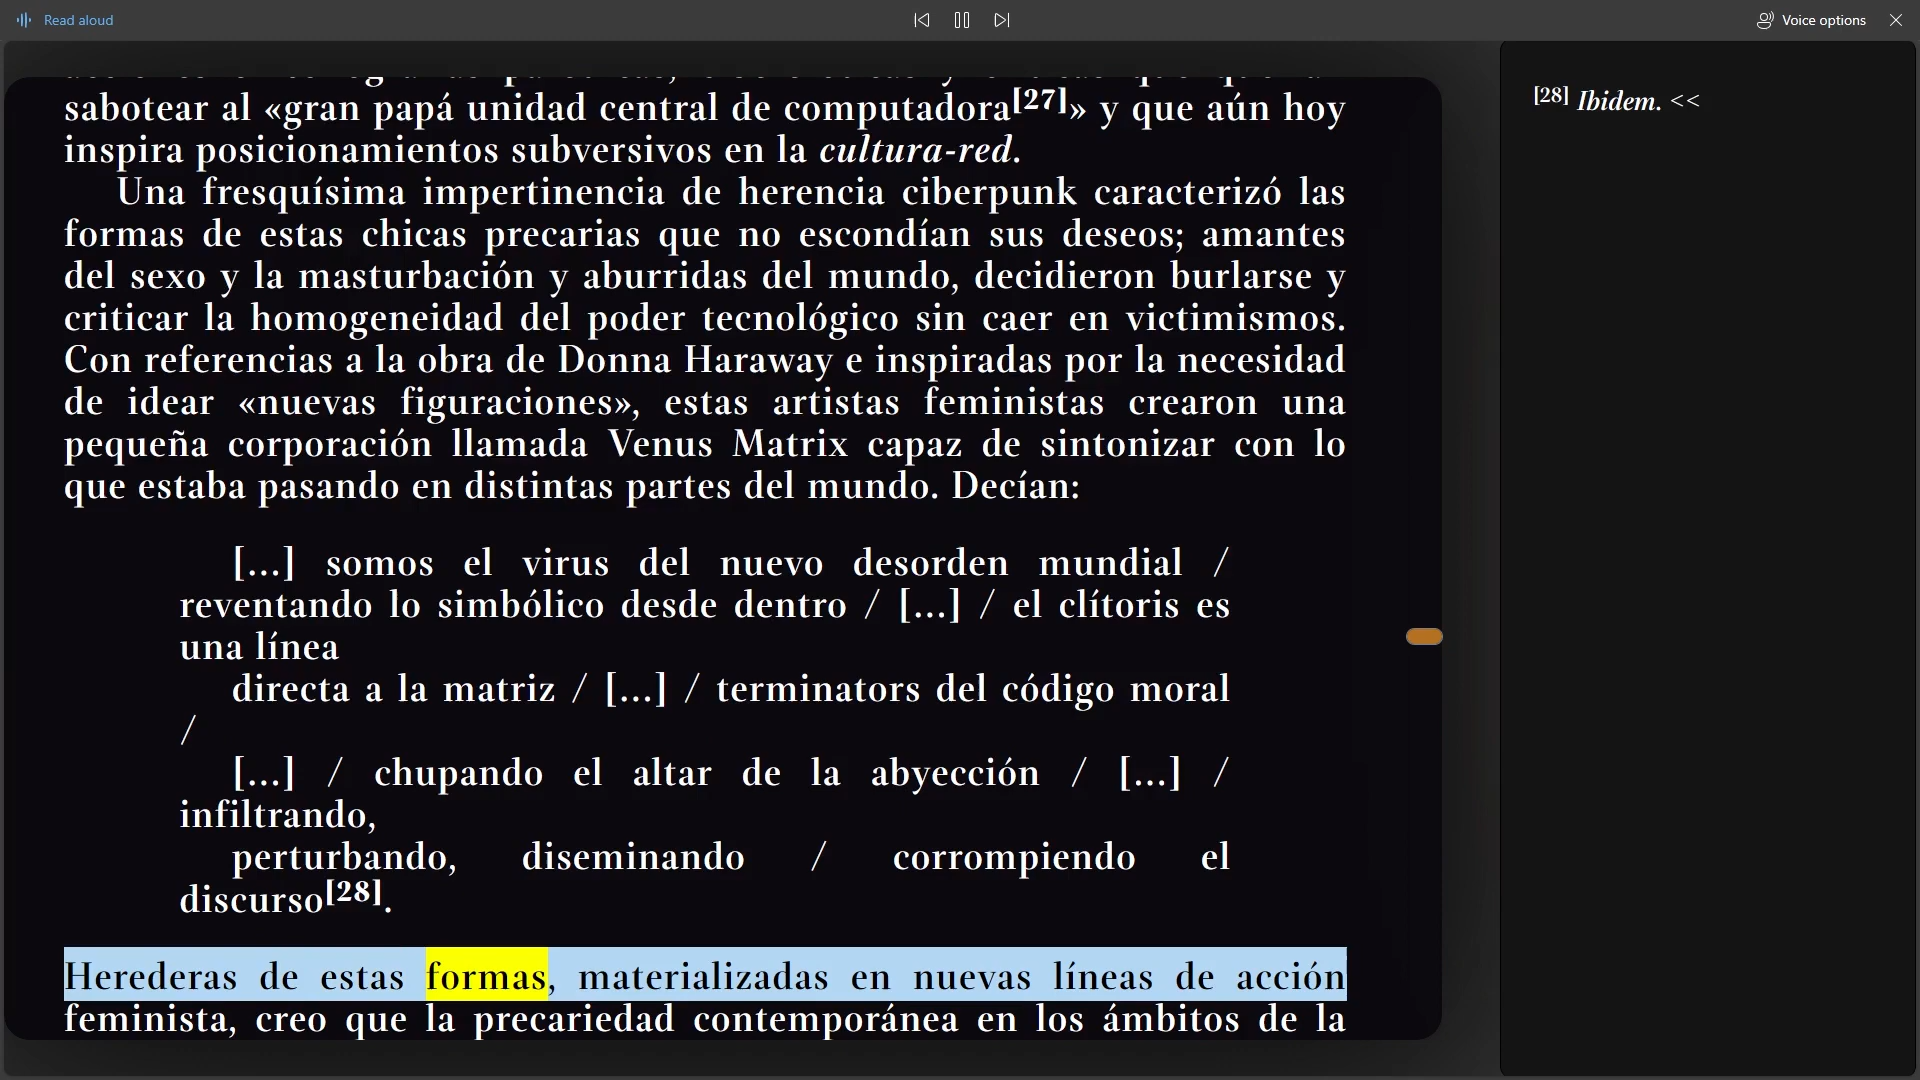 Read aloud
Voice options
sabotear al «gran papá unidad central de computadora[27]» y que aún hoy
inspira posicionamientos subversivos en la cultura-red.
Una fresquísima impertinencia de herencia ciberpunk caracterizó las
formas de estas chicas precarias que no escondían sus deseos; amantes
del sexo y la masturbación y aburridas del mundo, decidieron burlarse y
criticar la homogeneidad del poder tecnológico sin caer en victimismos.
Con referencias a la obra de Donna Haraway e inspiradas por la necesidad
de idear «nuevas figuraciones», estas artistas feministas crearon una
pequeña corporación llamada Venus Matrix capaz de sintonizar con lo
que estaba pasando en distintas partes del mundo. Decían:
[...] somos el virus del nuevo desorden mundial /
reventando lo simbólico desde dentro / [...] / el clítoris es
una línea
directa a la matriz / [...] / terminators del código moral
/
[...] / chupando el altar de la abyección / [...] /
infiltrando,
perturbando, diseminando / corrompiendo el
discurso[28].
Herederas de estas formas, materializadas en nuevas líneas de acción
feminista, creo que la precariedad contemporánea en los ámbitos de la
[28] Ibidem. <<